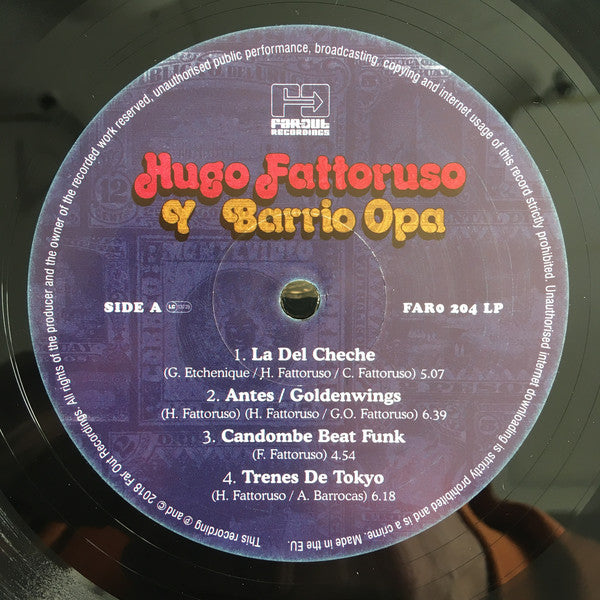 FAROUT
RECORDINGS
Hugo Fattoruso
Y Barrio Opa
SIDE A LC
FARO 204 LP
1. La Del Cheche
(G. Etchenique / H. Fattoruso / C. Fattoruso) 5.07
2. Antes / Goldenwings
(H. Fattoruso) (H. Fattoruso / G.O. Fattoruso) 6.39
3. Candombe Beat Funk
(F. Fattoruso) 4.54
4. Trenes De Tokyo
(H. Fattoruso / A. Barrocas) 6.18
This recording ℗ and © 2018 Far Out Recordings. All rights of the producer and the owner of the recorded work reserved, unauthorised public performance, broadcasting, copying and internet usage of this record strictly prohibited. Unauthorised internet downloading is strictly prohibited and is a crime. Made in the EU.